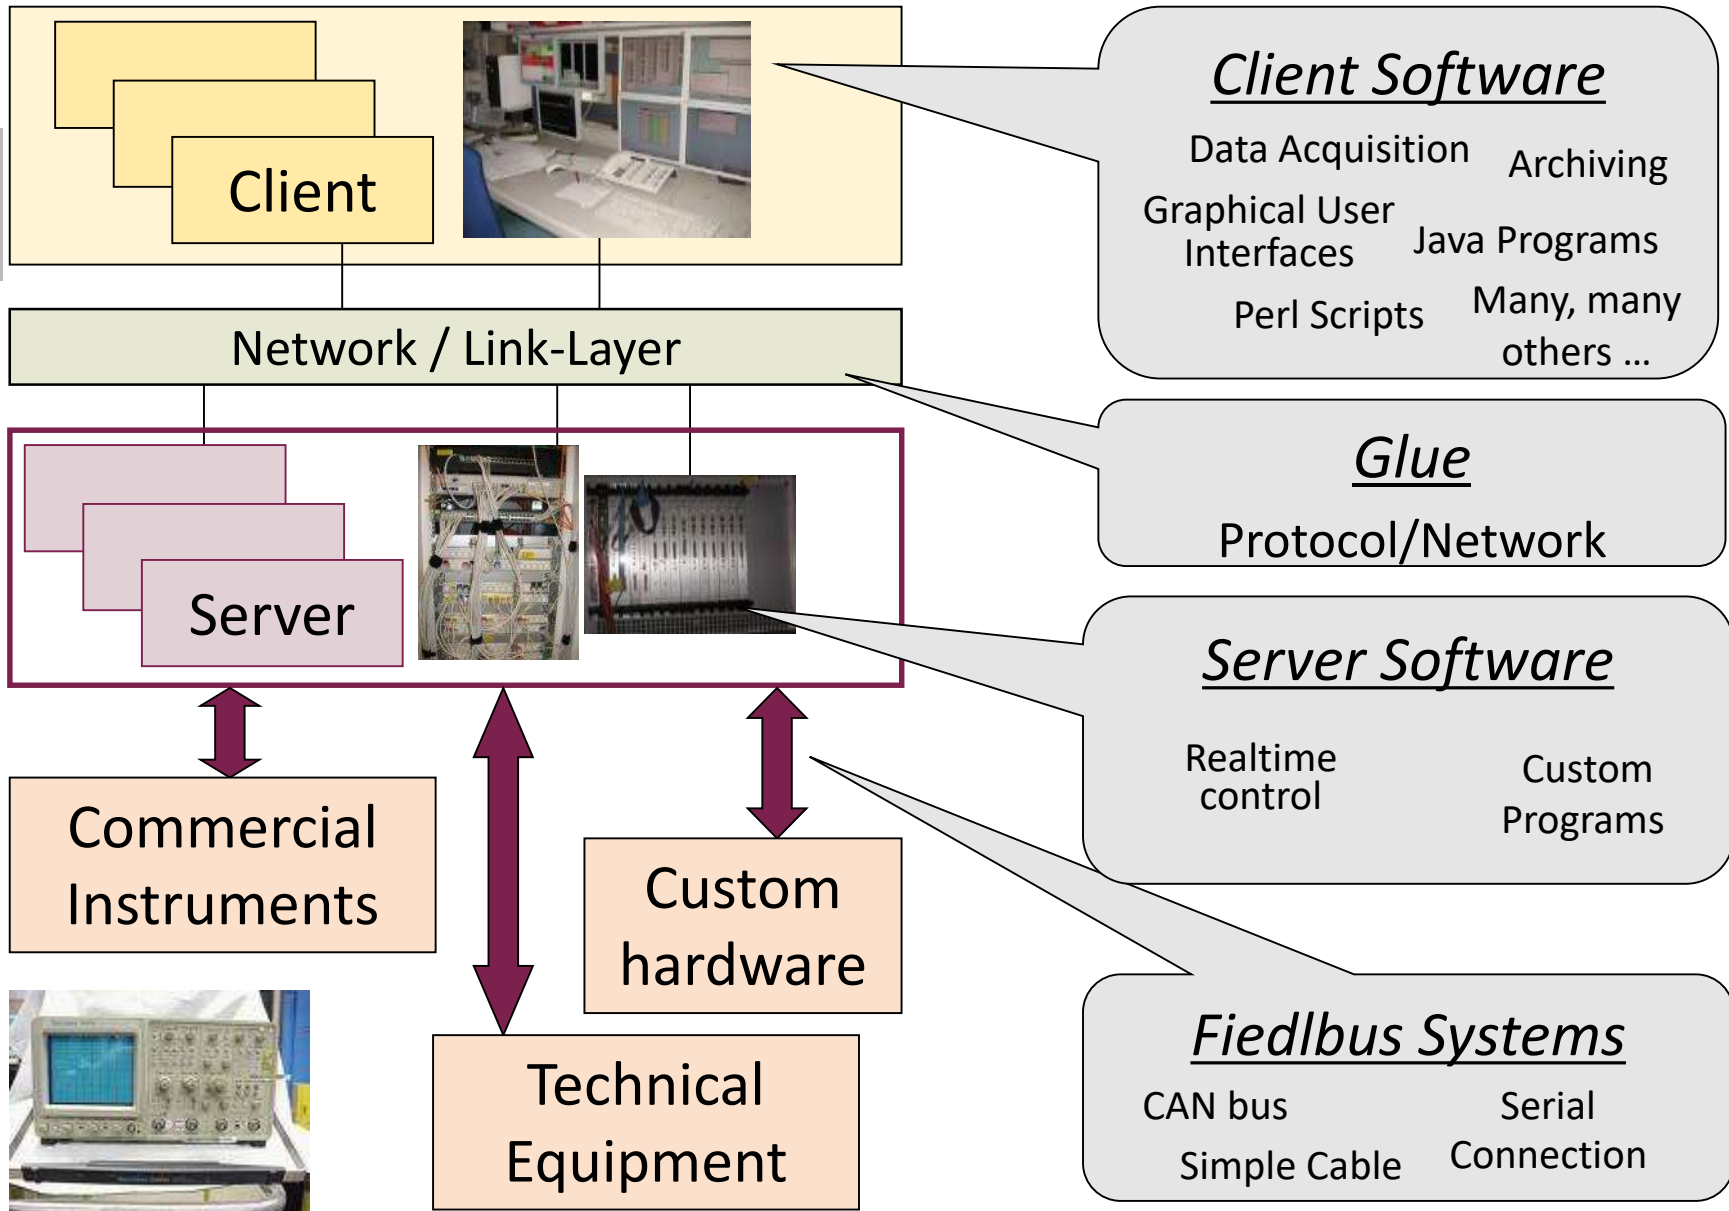 Client
Network / Link-Layer
Server
Commercial
Instruments
Custom
hardware
Technical
Equipment
Client Software
Data Acquisition
Archiving
Graphical User
Interfaces
Java Programs
Perl Scripts
Many, many
others ...
Glue
Protocol/Network
Server Software
Realtime
control
Custom
Programs
Fiedlbus Systems
CAN bus
Serial
Connection
Simple Cable